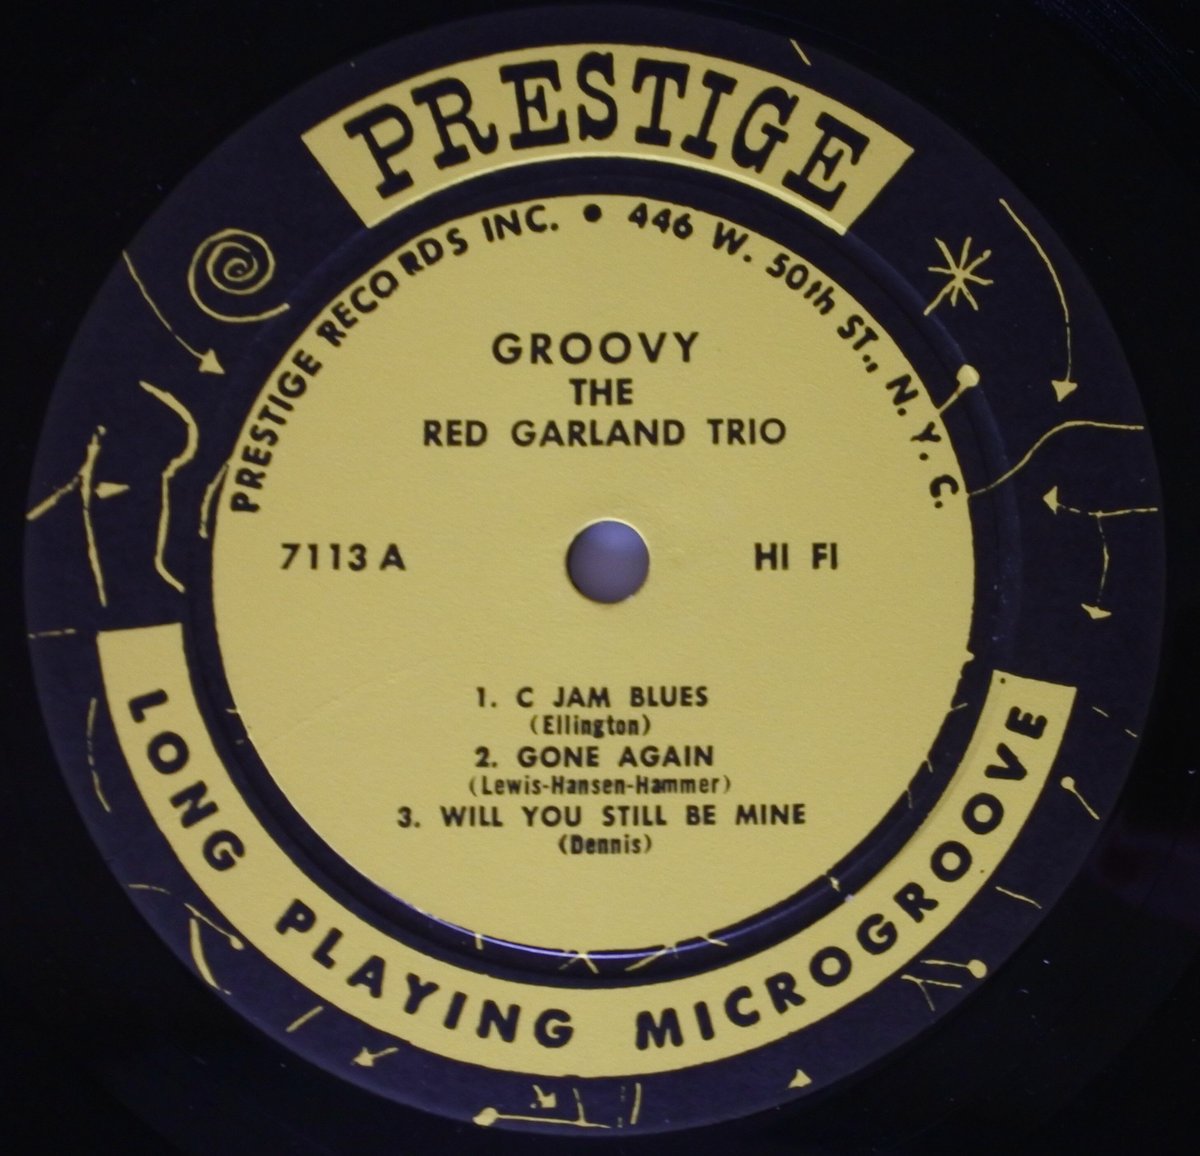 PRESTIGE
PRESTIGE RECORDS INC. • 446 W. 50th ST., N. Y. C.
GROOVY
THE
RED GARLAND TRIO
7113 A
HI FI
1. C JAM BLUES
(Ellington)
2. GONE AGAIN
(Lewis-Hansen-Hammer)
3. WILL YOU STILL BE MINE
(Dennis)
LONG PLAYING MICROGROOVE